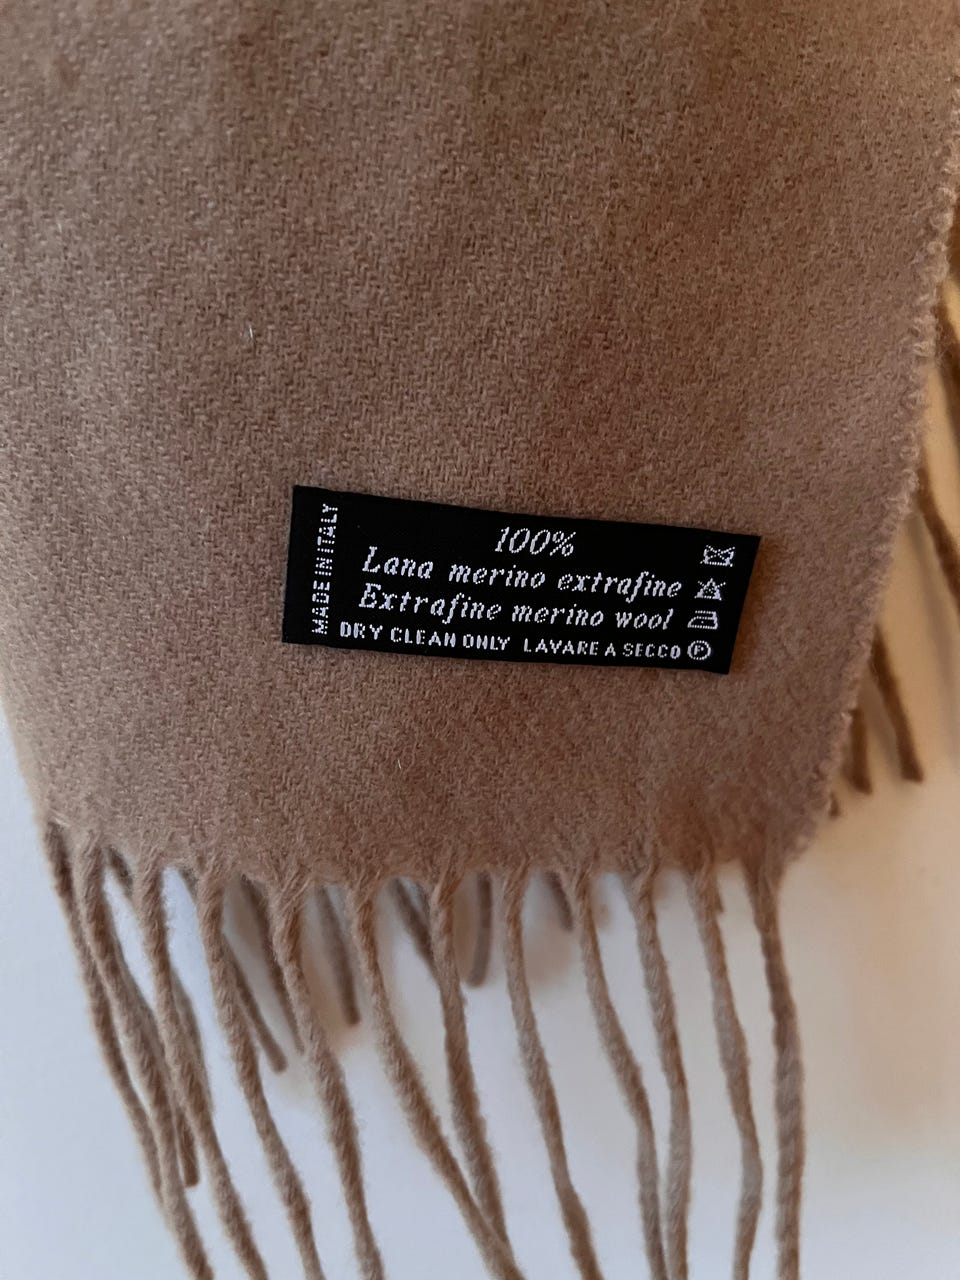 MADE IN ITALY
100%
Lana merino extrafine
Extrafine merino wool
DRY CLEAN ONLY LAVARE A SECCO Ⓟ